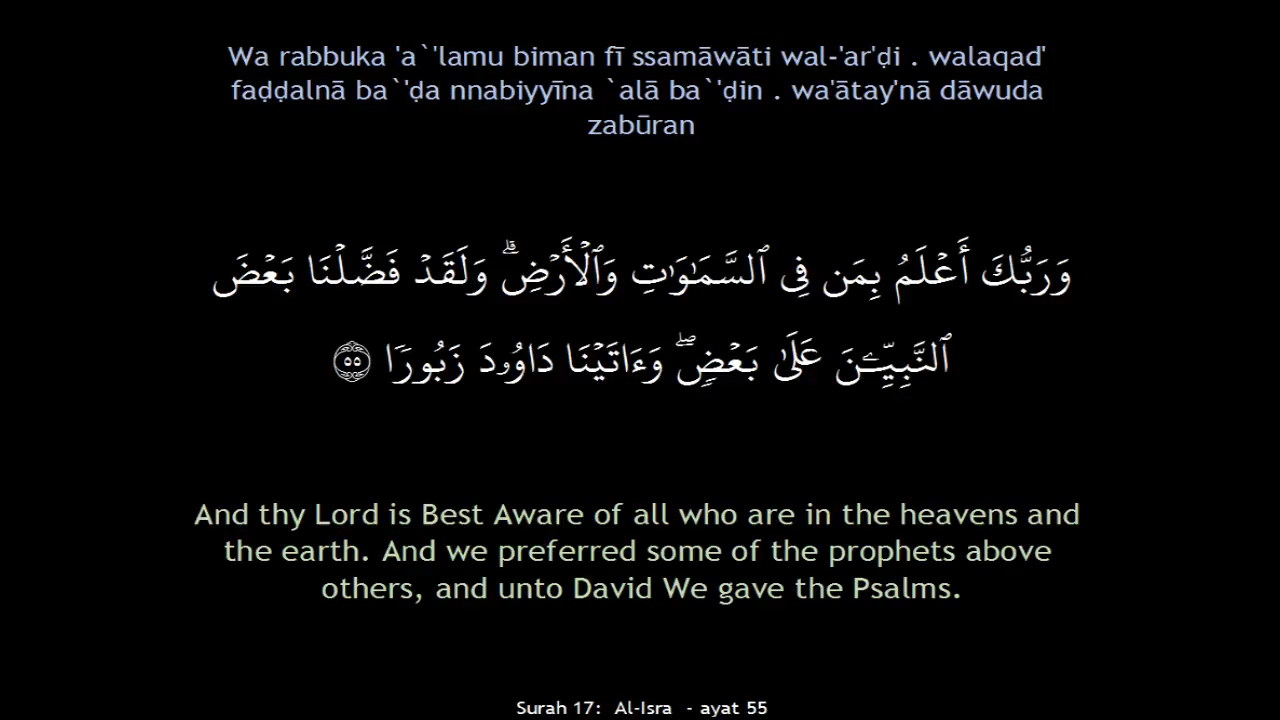 Wa rabbuka 'a`'lamu biman fī ssamāwāti wal-'ar'ḍi . walaqad'
faḍḍalnā ba`'ḍa nnabiyyīna `alā ba`'ḍin . wa'ātay'nā dāwuda
zabūran
وَرَبُّكَ أَعْلَمُ بِمَن فِى ٱلسَّمَٰوَٰتِ وَٱلْأَرْضِ ۗ وَلَقَدْ فَضَّلْنَا بَعْضَ
ٱلنَّبِيِّـۧنَ عَلَىٰ بَعْضٍ ۖ وَءَاتَيْنَا دَاوُۥدَ زَبُورًا ۝٥٥
And thy Lord is Best Aware of all who are in the heavens and
the earth. And we preferred some of the prophets above
others, and unto David We gave the Psalms.
Surah 17: Al-Isra - ayat 55